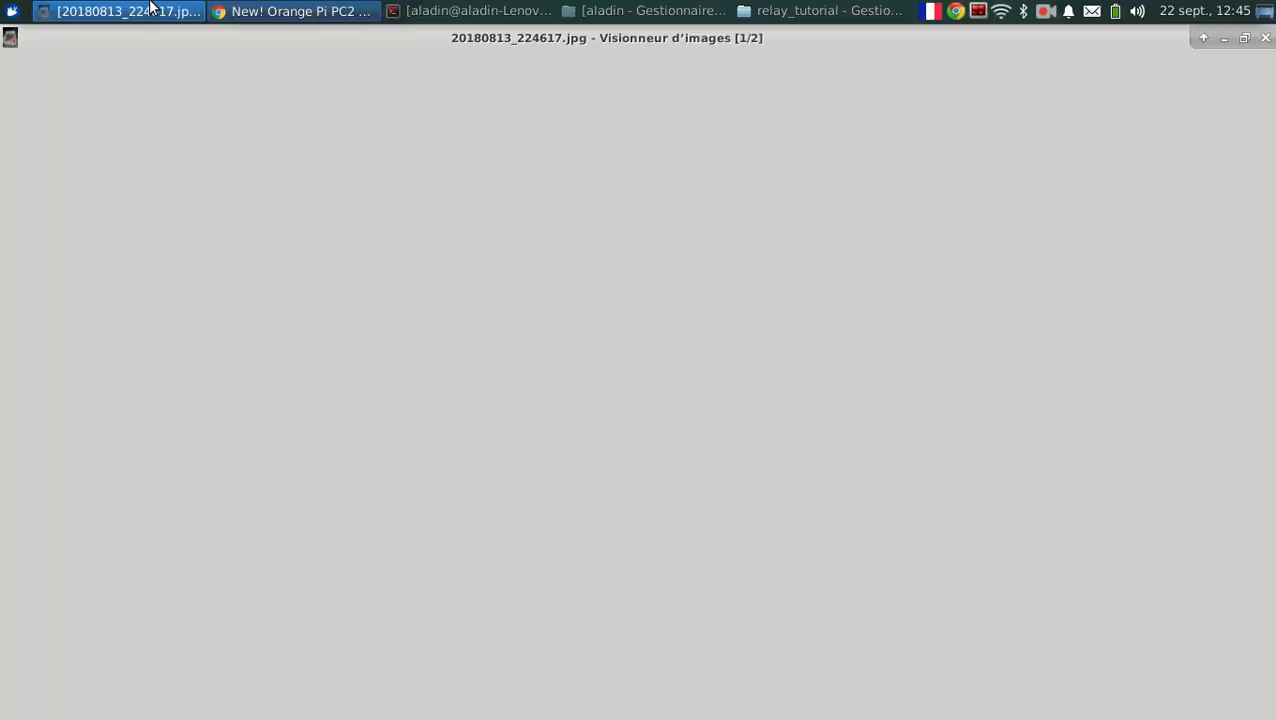 [20180813_224617.jp... New! Orange Pi PC2 ... [aladin@aladin-Lenov... [aladin - Gestionnaire... relay_tutorial - Gestio... 22 sept., 12:45
20180813_224617.jpg - Visionneur d’images [1/2]